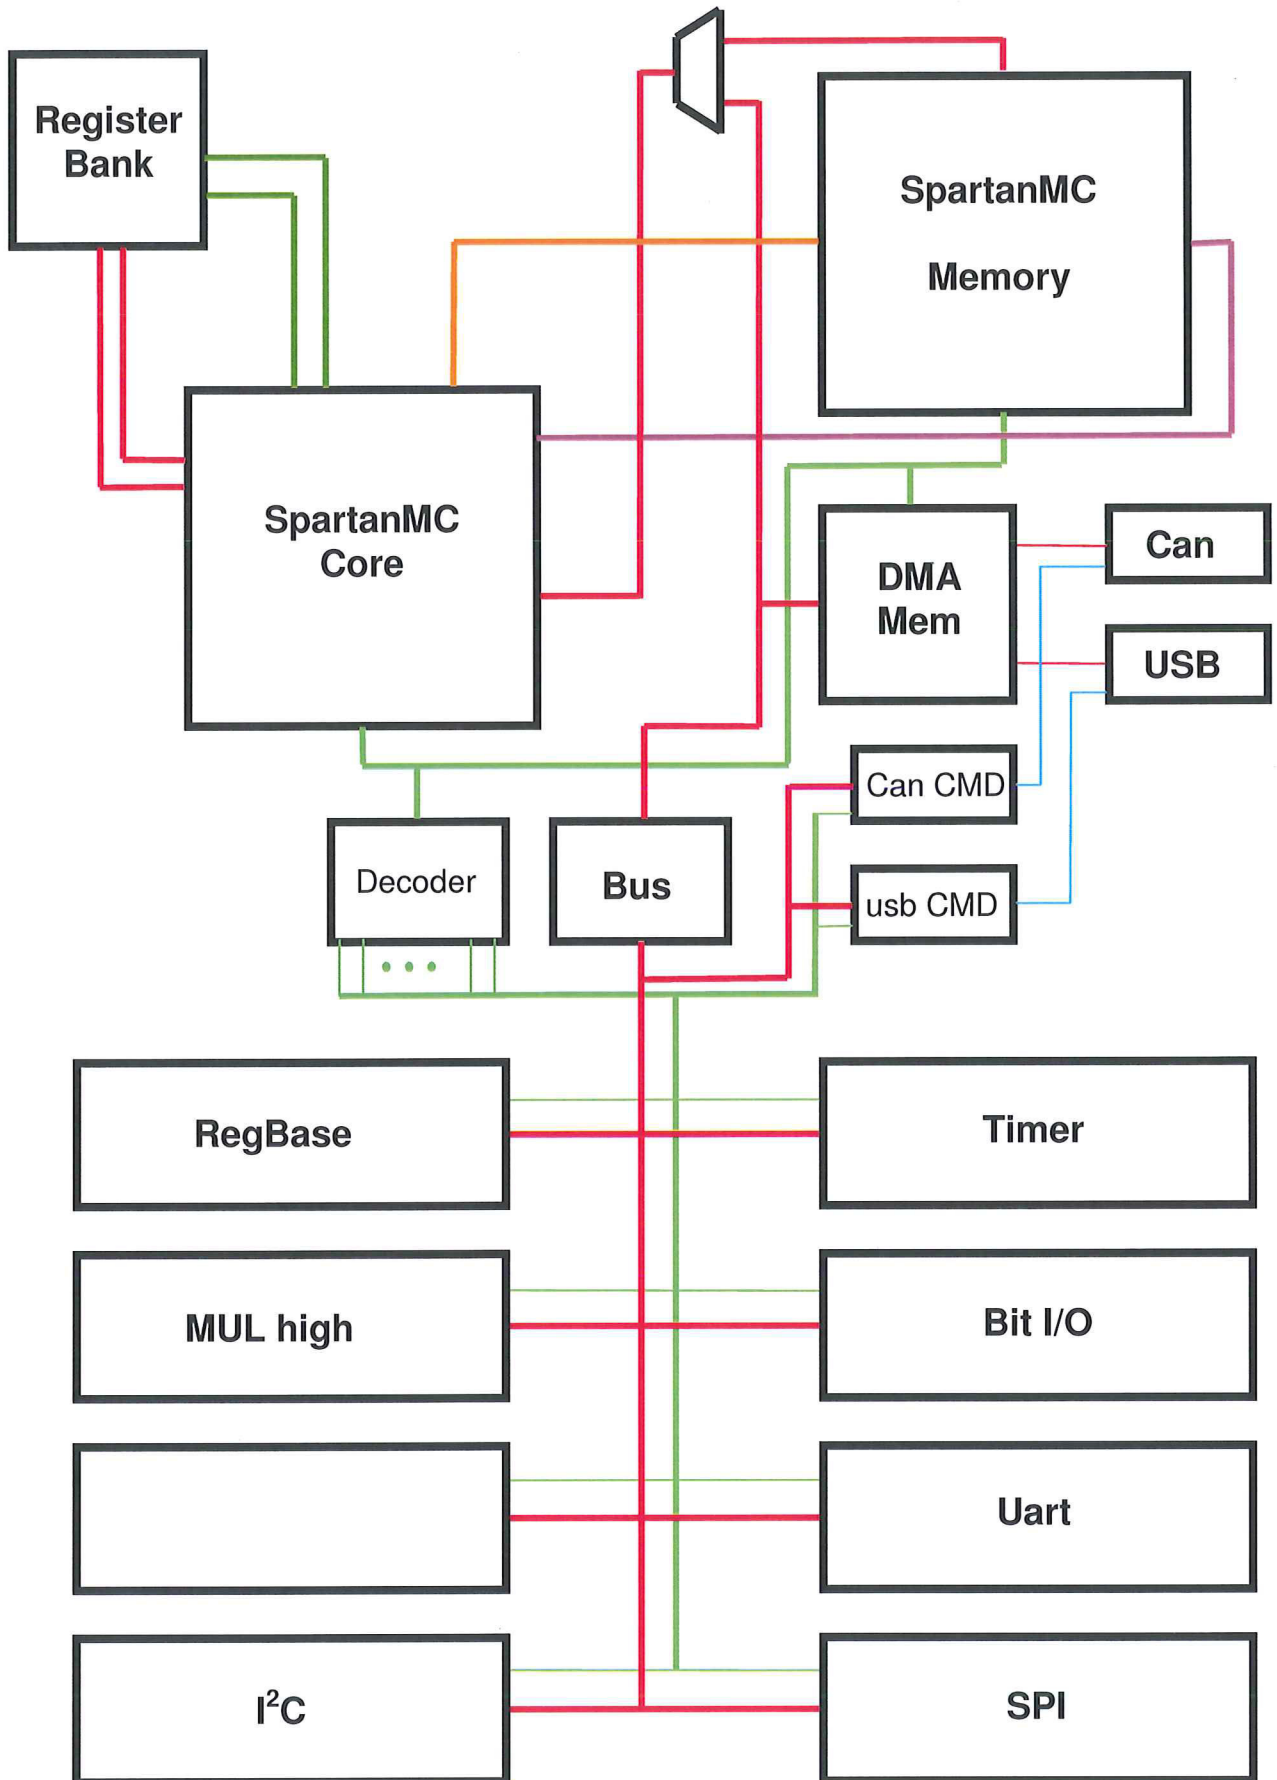 Register
Bank
SpartanMC
Memory
SpartanMC
Core
DMA
Mem
Can
USB
Can CMD
Decoder
Bus
usb CMD
RegBase
Timer
MUL high
Bit I/O
Uart
I²C
SPI